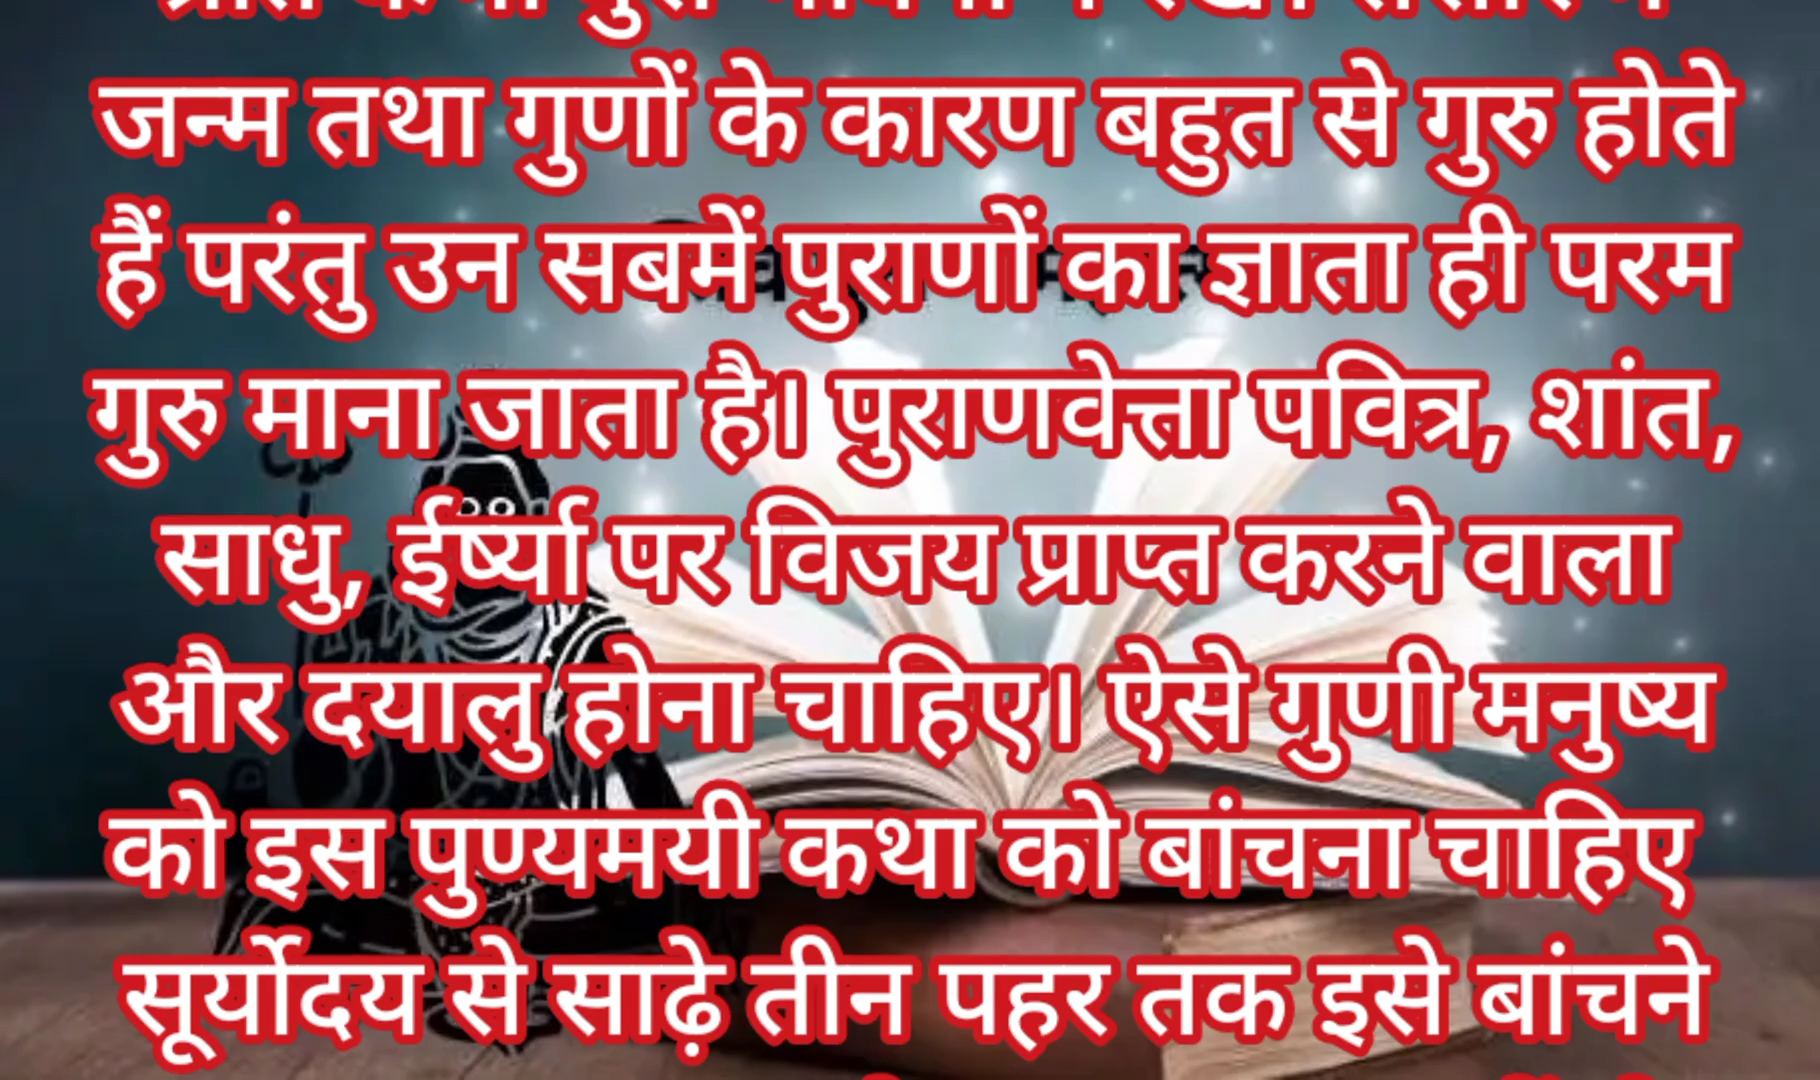 जन्म तथा गुणों के कारण बहुत से गुरु होते
हैं परंतु उन सबमें पुराणों का ज्ञाता ही परम
गुरु माना जाता है। पुराणवेत्ता पवित्र, शांत,
साधु, ईर्ष्या पर विजय प्राप्त करने वाला
और दयालु होना चाहिए। ऐसे गुणी मनुष्य
को इस पुण्यमयी कथा को बांचना चाहिए
सूर्योदय से साढ़े तीन पहर तक इसे बांचने